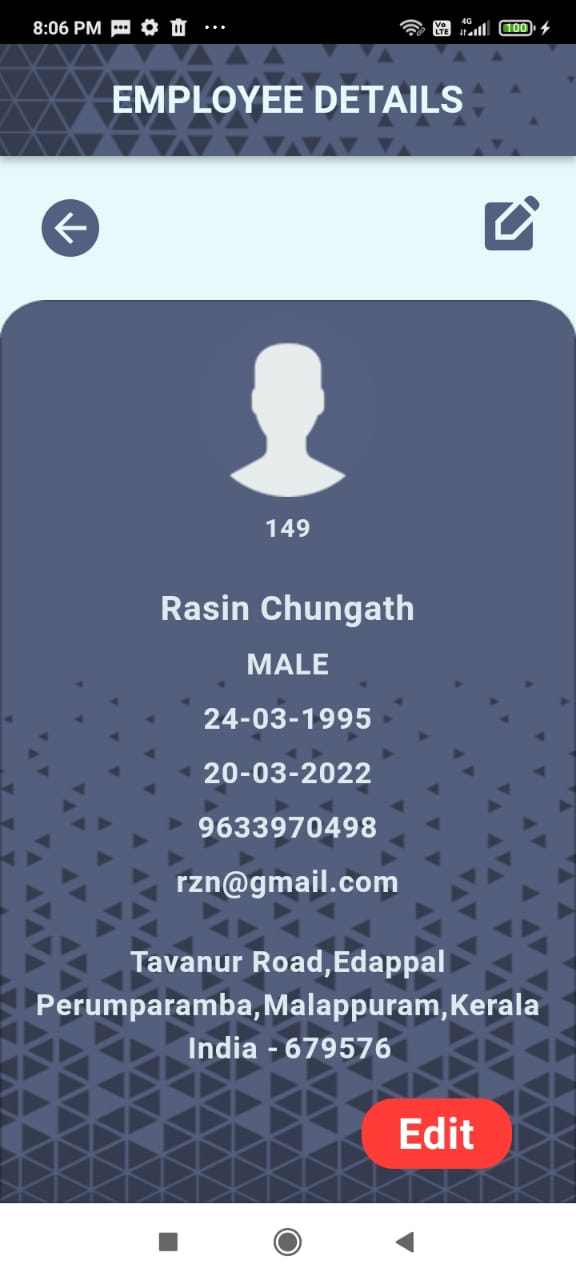 8:06 PM
Vo LTE 4G 100
EMPLOYEE DETAILS
149
Rasin Chungath
MALE
24-03-1995
20-03-2022
9633970498
rzn@gmail.com
Tavanur Road,Edappal
Perumparamba,Malappuram,Kerala
India - 679576
Edit